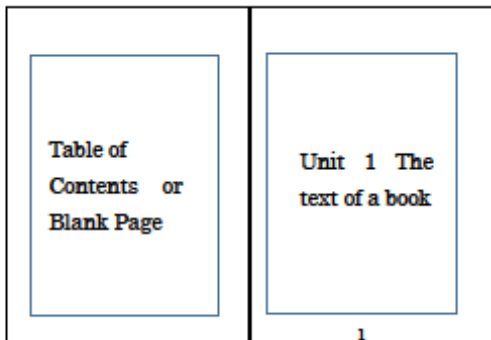 Table of
Contents or
Blank Page
Unit 1 The
text of a book
1